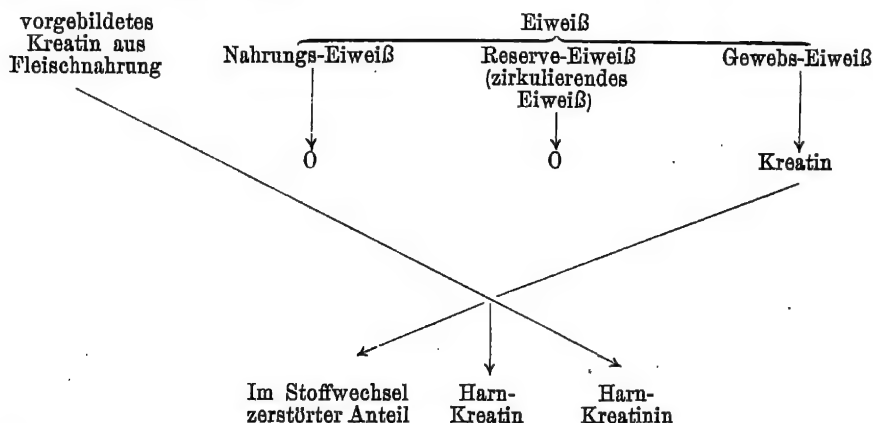 vorgebildetes
Kreatin aus
Fleischnahrung
Eiweiß
Nahrungs-Eiweiß
Reserve-Eiweiß
(zirkulierendes
Eiweiß)
Gewebs-Eiweiß
0
0
Kreatin
Im Stoffwechsel
zerstörter Anteil
Harn-
Kreatin
Harn-
Kreatinin